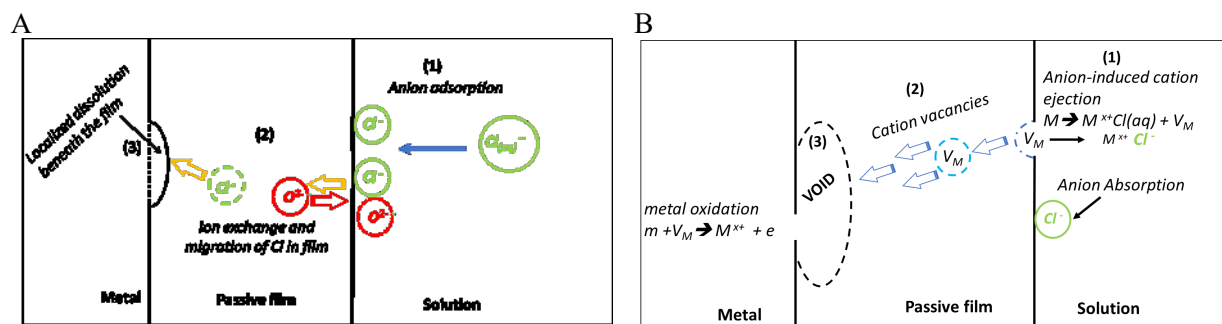 A
(1)
Anion adsorption
Localized dissolution
beneath the film
(3)
(2)
Cl-
Cl(aq)-
Cl-
Cl-
O2-
O2-
Ion exchange and
migration of Cl in film
Metal
Passive film
Solution
B
(1)
Anion-induced cation
ejection
M➔ Mx+Cl(aq) + VM
Mx+ Cl-
(2)
Cation vacancies
VM
VM
(3)
VOID
Anion Absorption
Cl-
metal oxidation
m +VM➔ Mx+ + e
Metal
Passive film
Solution